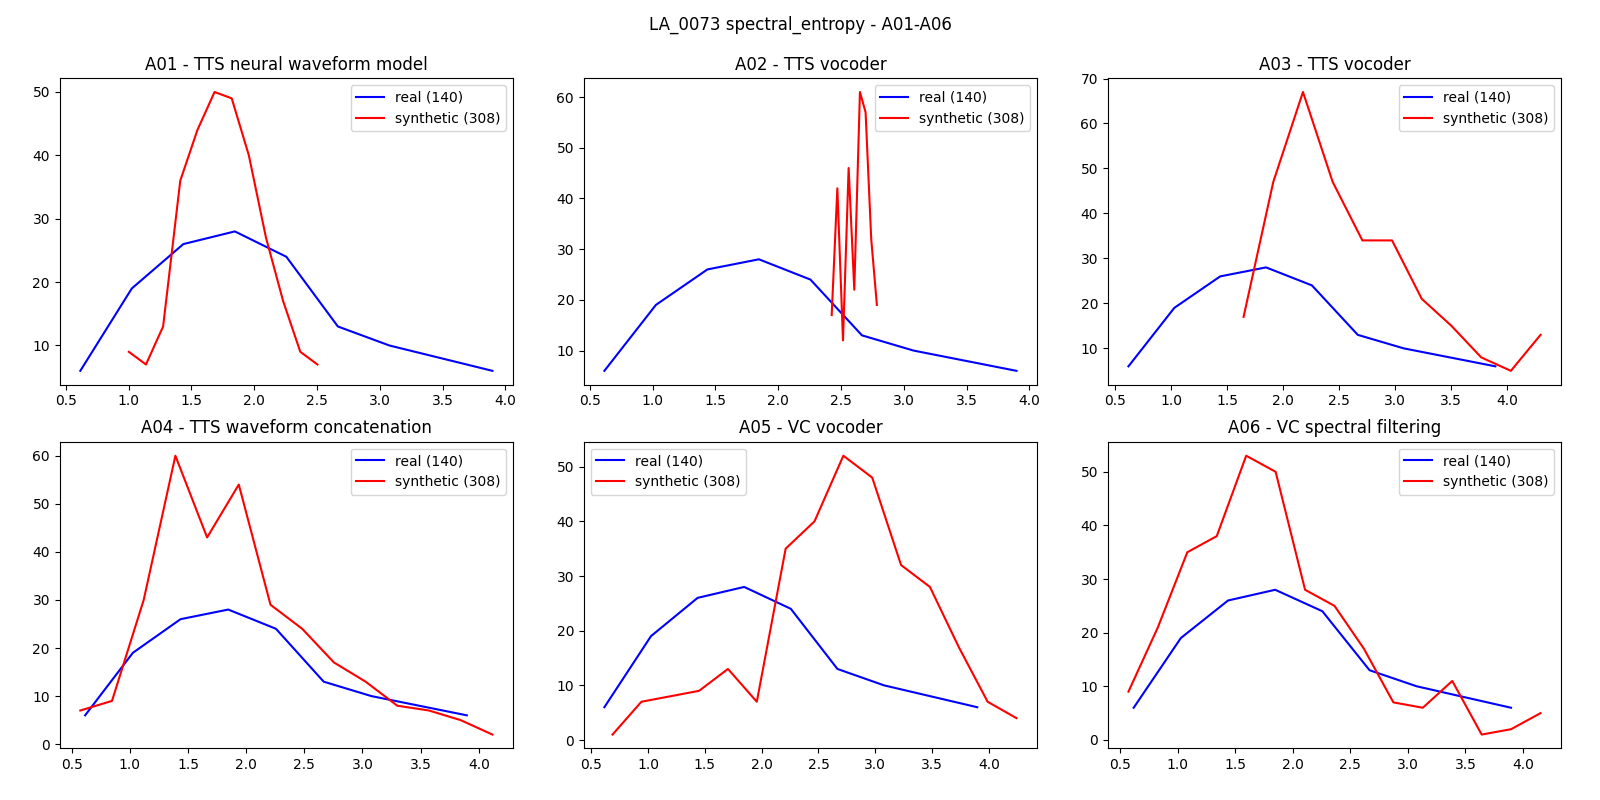 LA_0073 spectral_entropy - A01-A06
A01 - TTS neural waveform model
real (140)
synthetic (308)
50
40
30
20
10
0.5 1.0 1.5 2.0 2.5 3.0 3.5 4.0
A02 - TTS vocoder
real (140)
synthetic (308)
60
50
40
30
20
10
0.5 1.0 1.5 2.0 2.5 3.0 3.5 4.0
A03 - TTS vocoder
real (140)
synthetic (308)
70
60
50
40
30
20
10
0.5 1.0 1.5 2.0 2.5 3.0 3.5 4.0
A04 - TTS waveform concatenation
real (140)
synthetic (308)
60
50
40
30
20
10
0
0.5 1.0 1.5 2.0 2.5 3.0 3.5 4.0
A05 - VC vocoder
real (140)
synthetic (308)
50
40
30
20
10
0
0.5 1.0 1.5 2.0 2.5 3.0 3.5 4.0
A06 - VC spectral filtering
real (140)
synthetic (308)
50
40
30
20
10
0
0.5 1.0 1.5 2.0 2.5 3.0 3.5 4.0